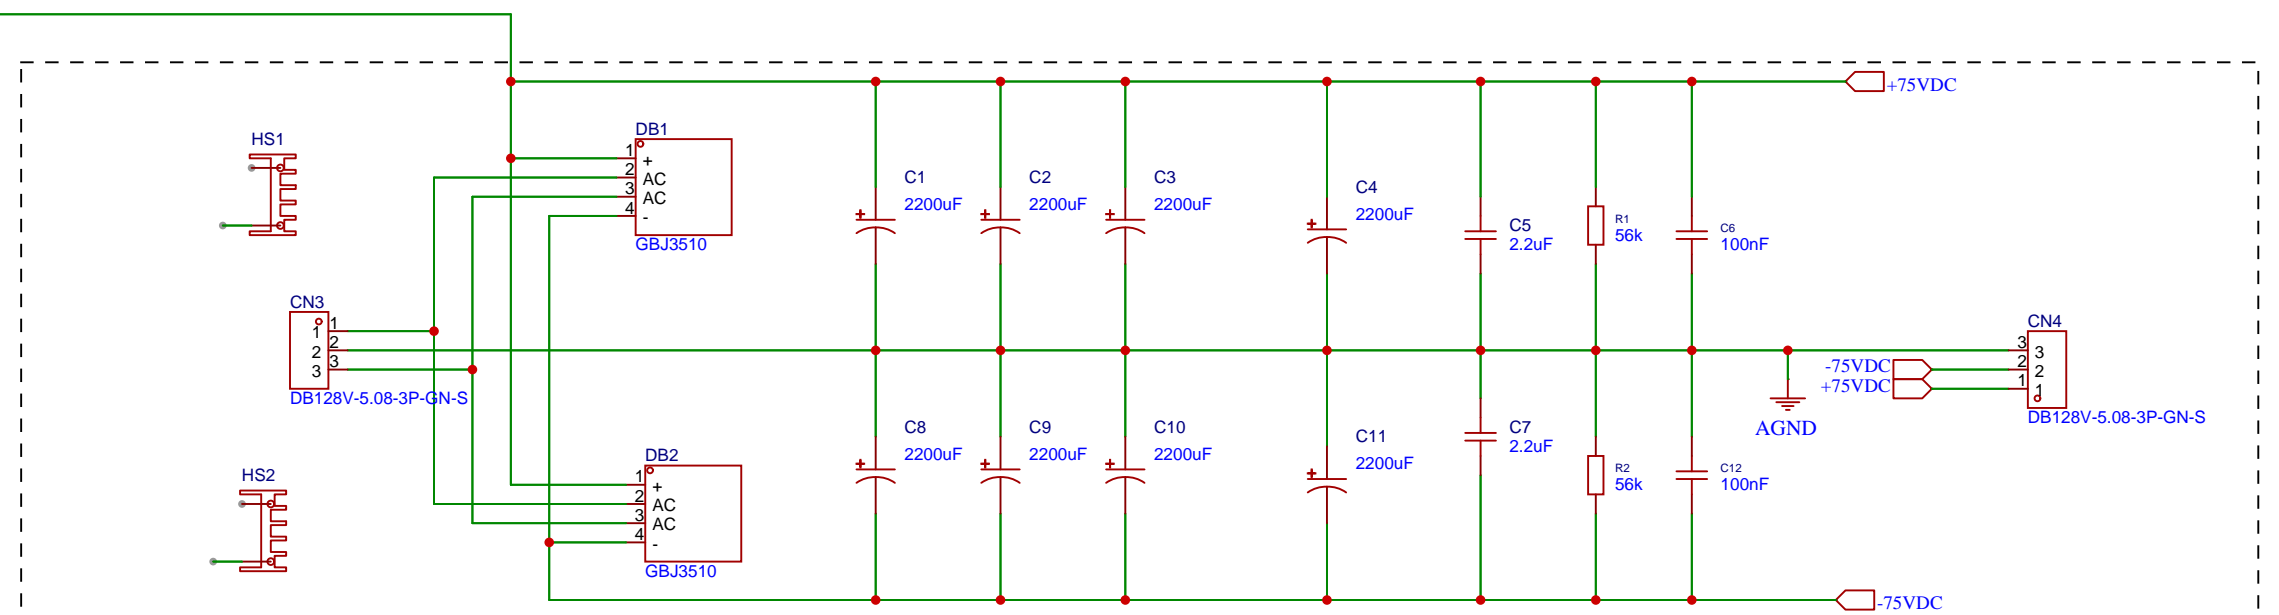 +75VDC
HS1
DB1
1
2
3
4
+
AC
AC
-
GBJ3510
C1
2200uF
C2
2200uF
C3
2200uF
C4
2200uF
C5
2.2uF
R1
56k
C6
100nF
CN3
1
2
3
1
2
3
DB128V-5.08-3P-GN-S
CN4
3
2
1
3
2
1
DB128V-5.08-3P-GN-S
-75VDC
+75VDC
AGND
HS2
DB2
1
2
3
4
+
AC
AC
-
GBJ3510
C8
2200uF
C9
2200uF
C10
2200uF
C11
2200uF
C7
2.2uF
R2
56k
C12
100nF
-75VDC